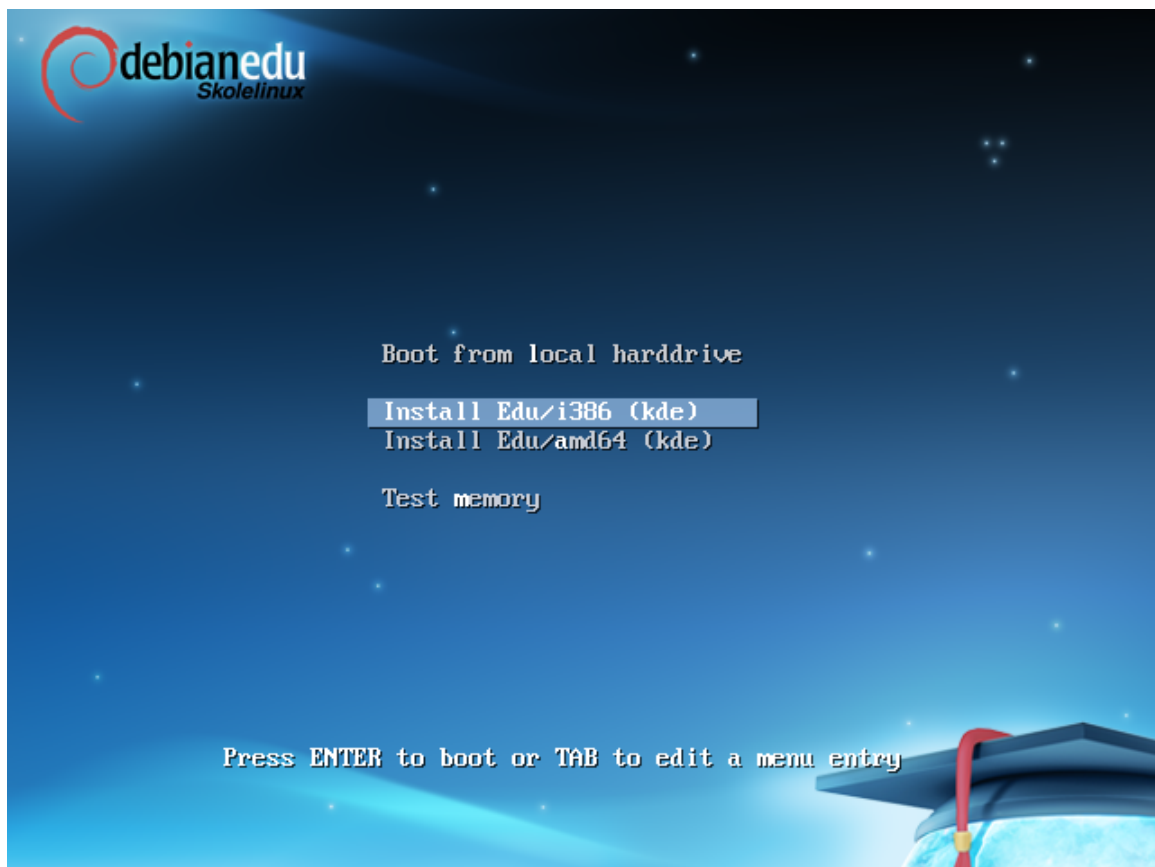 debianedu
Skolelinux
Boot from local harddrive
Install Edu/i386 (kde)
Install Edu/amd64 (kde)
Test memory
Press ENTER to boot or TAB to edit a menu entry